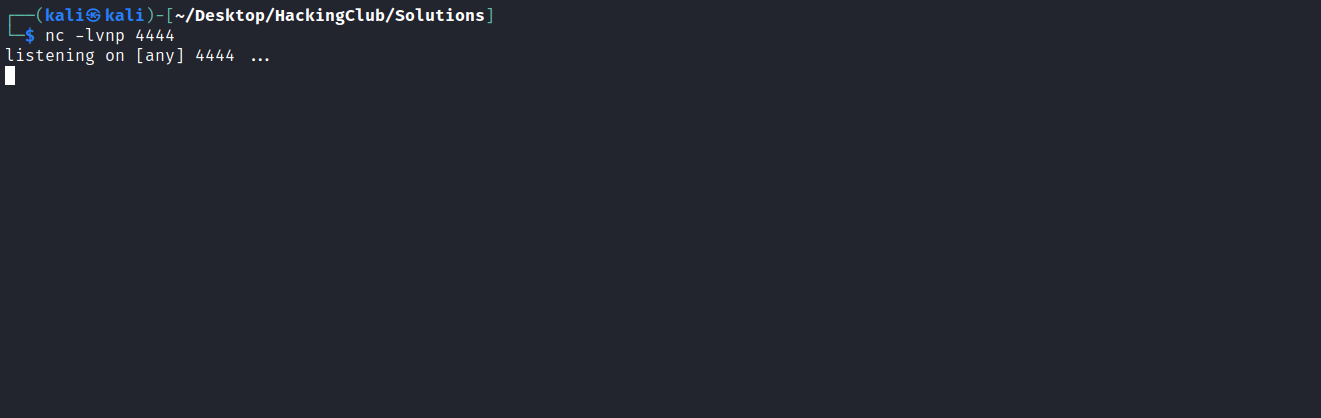 ┌──(kali㉿kali)-[~/Desktop/HackingClub/Solutions]
└─$ nc -lvnp 4444
listening on [any] 4444 ...